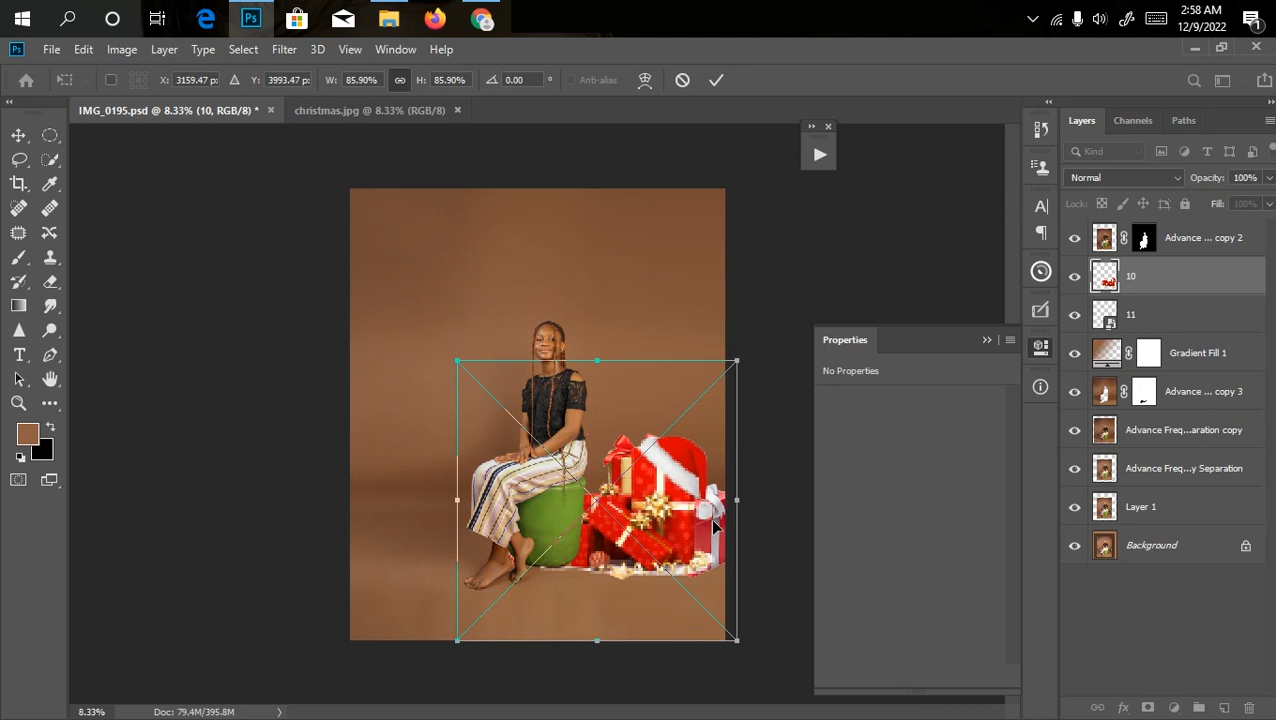 Ps
2:58 AM
12/9/2022
1
Ps File Edit Image Layer Type Select Filter 3D View Window Help
X: 3159.47 p: Y: 3993.47 p: W: 85.90% H: 85.90% 0.00 ° Anti-alias
IMG_0195.psd @ 8.33% (10, RGB/8) * christmas.jpg @ 8.33% (RGB/8)
Layers Channels Paths
Kind
Normal Opacity: 100%
Lock: Fill: 100%
Advance ... copy 2
10
11
Gradient Fill 1
Advance ... copy 3
Advance Freq...aration copy
Advance Freq...y Separation
Layer 1
Background
Properties
No Properties
8.33% Doc: 79.4M/395.8M